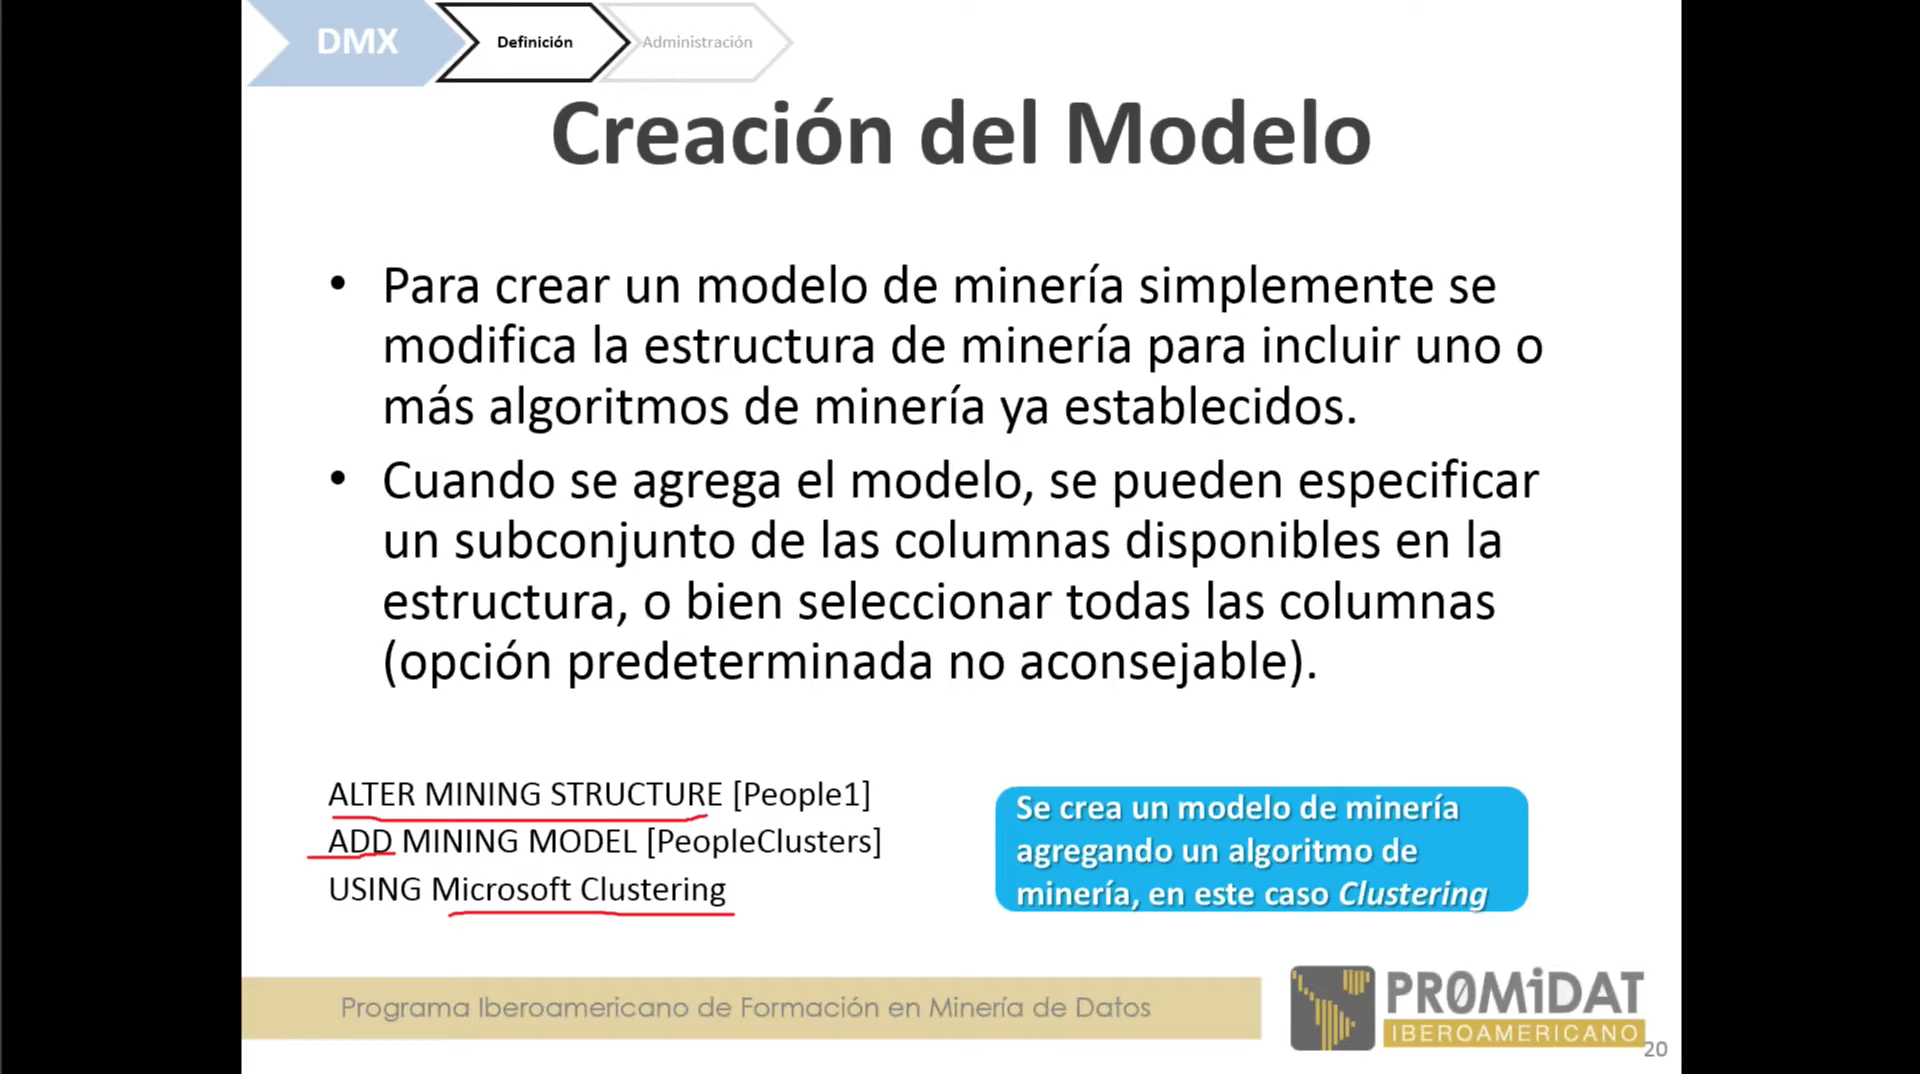 DMX
Definición
Administración
Creación del Modelo
• Para crear un modelo de minería simplemente se
modifica la estructura de minería para incluir uno o
más algoritmos de minería ya establecidos.
• Cuando se agrega el modelo, se pueden especificar
un subconjunto de las columnas disponibles en la
estructura, o bien seleccionar todas las columnas
(opción predeterminada no aconsejable).
ALTER MINING STRUCTURE [People1]
ADD MINING MODEL [PeopleClusters]
USING Microsoft Clustering
Se crea un modelo de minería
agregando un algoritmo de
minería, en este caso Clustering
Programa Iberoamericano de Formación en Minería de Datos
PR0MiDAT
IBEROAMERICANO
20